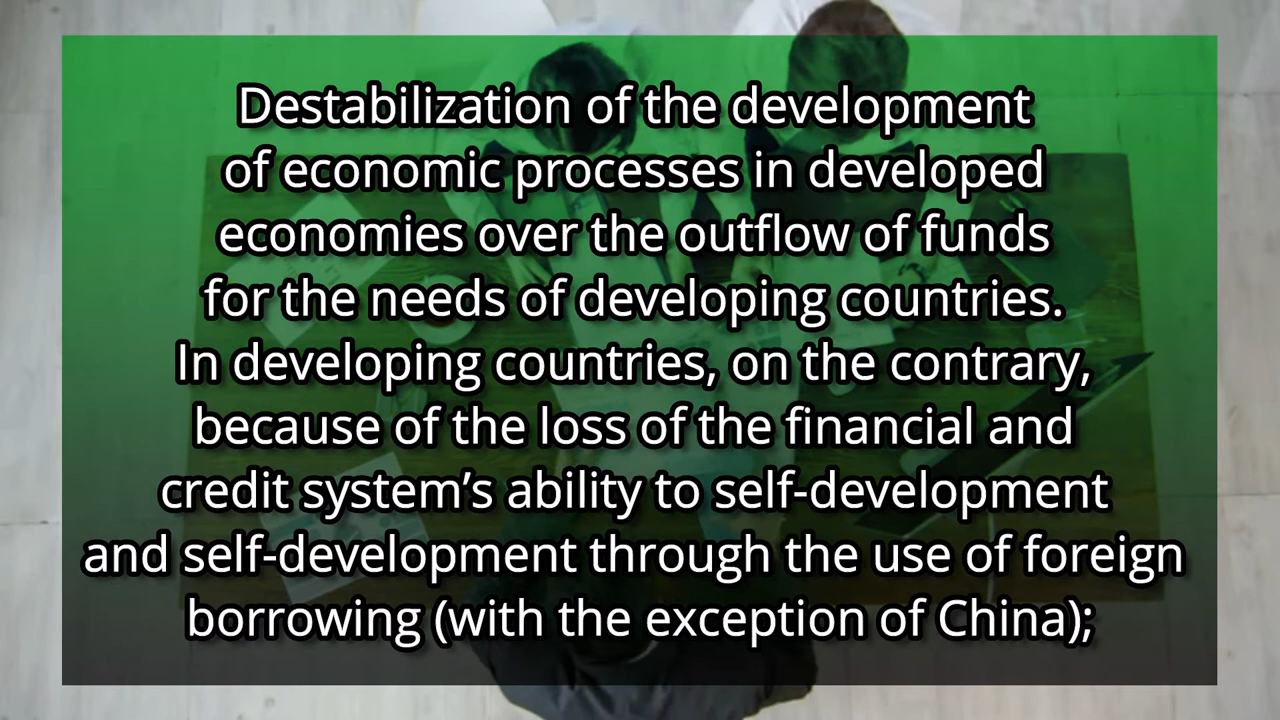 Destabilization of the development
of economic processes in developed
economies over the outflow of funds
for the needs of developing countries.
In developing countries, on the contrary,
because of the loss of the financial and
credit system’s ability to self-development
and self-development through the use of foreign
borrowing (with the exception of China);